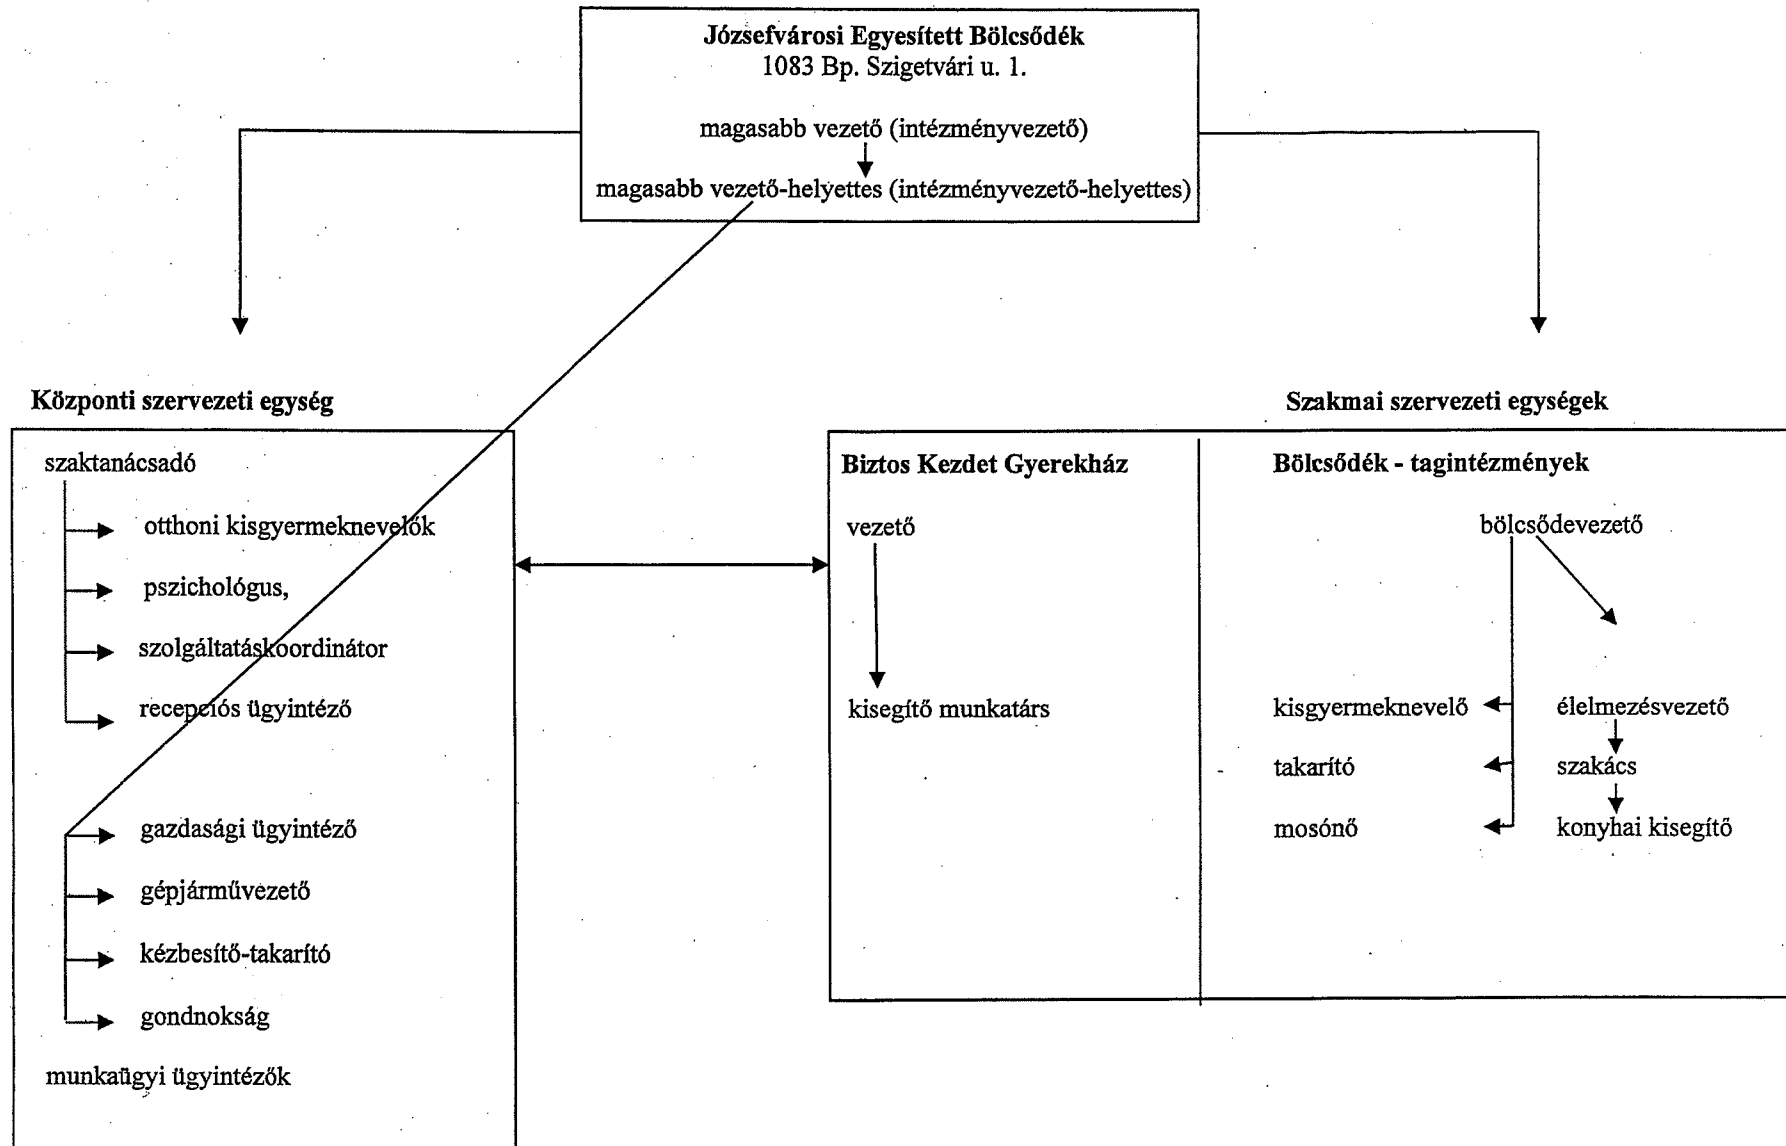 Józsefvárosi Egyesített Bölcsődék
1083 Bp. Szigetvári u. 1.
magasabb vezető (intézményvezető)
magasabb vezető-helyettes (intézményvezető-helyettes)
Központi szervezeti egység
szaktanácsadó
otthoni kisgyermeknevelők
pszichológus,
szolgáltatáskoordinátor
recepciós ügyintéző
gazdasági ügyintéző
gépjárművezető
kézbesítő-takarító
gondnokság
munkaügyi ügyintézők
Szakmai szervezeti egységek
Biztos Kezdet Gyerekház
vezető
kisegítő munkatárs
Bölcsődék - tagintézmények
bölcsődevezető
kisgyermeknevelő
takarító
mosónő
élelmezésvezető
szakács
konyhai kisegítő